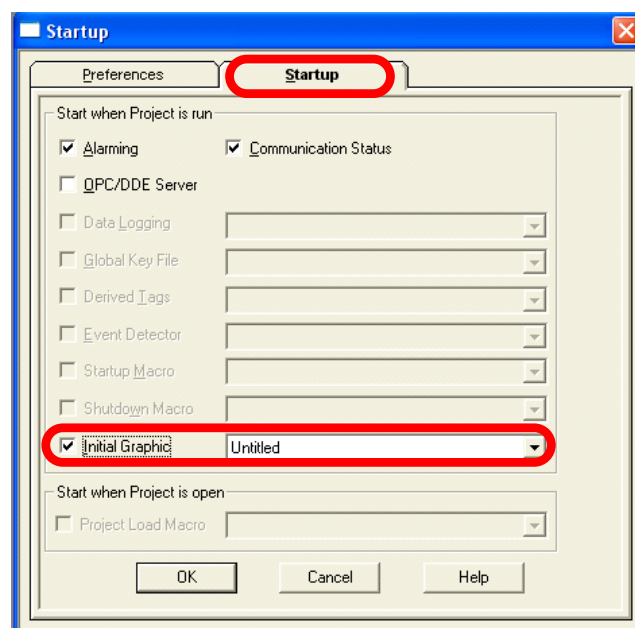 Startup
Preferences Startup
Start when Project is run
Alarming Communication Status
OPC/DDE Server
Data Logging
Global Key File
Derived Tags
Event Detector
Startup Macro
Shutdown Macro
Initial Graphic Untitled
Start when Project is open
Project Load Macro
OK Cancel Help